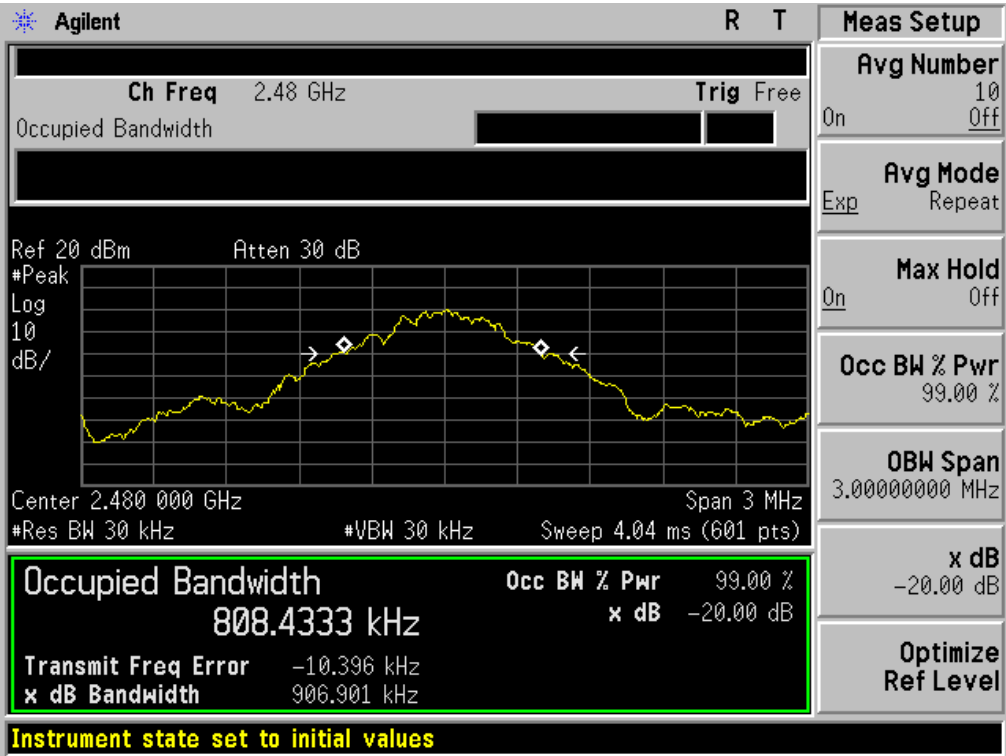 Agilent R T
Ch Freq 2.48 GHz Trig Free
Occupied Bandwidth
Ref 20 dBm Atten 30 dB
#Peak
Log
10
dB/
Center 2.480 000 GHz Span 3 MHz
#Res BW 30 kHz #VBW 30 kHz Sweep 4.04 ms (601 pts)
Occupied Bandwidth Occ BW % Pwr 99.00 %
808.4333 kHz x dB -20.00 dB
Transmit Freq Error -10.396 kHz
x dB Bandwidth 906.901 kHz
Instrument state set to initial values
Meas Setup
Avg Number
10
On Off
Avg Mode
Exp Repeat
Max Hold
On Off
Occ BW % Pwr
99.00 %
OBW Span
3.00000000 MHz
x dB
-20.00 dB
Optimize
Ref Level